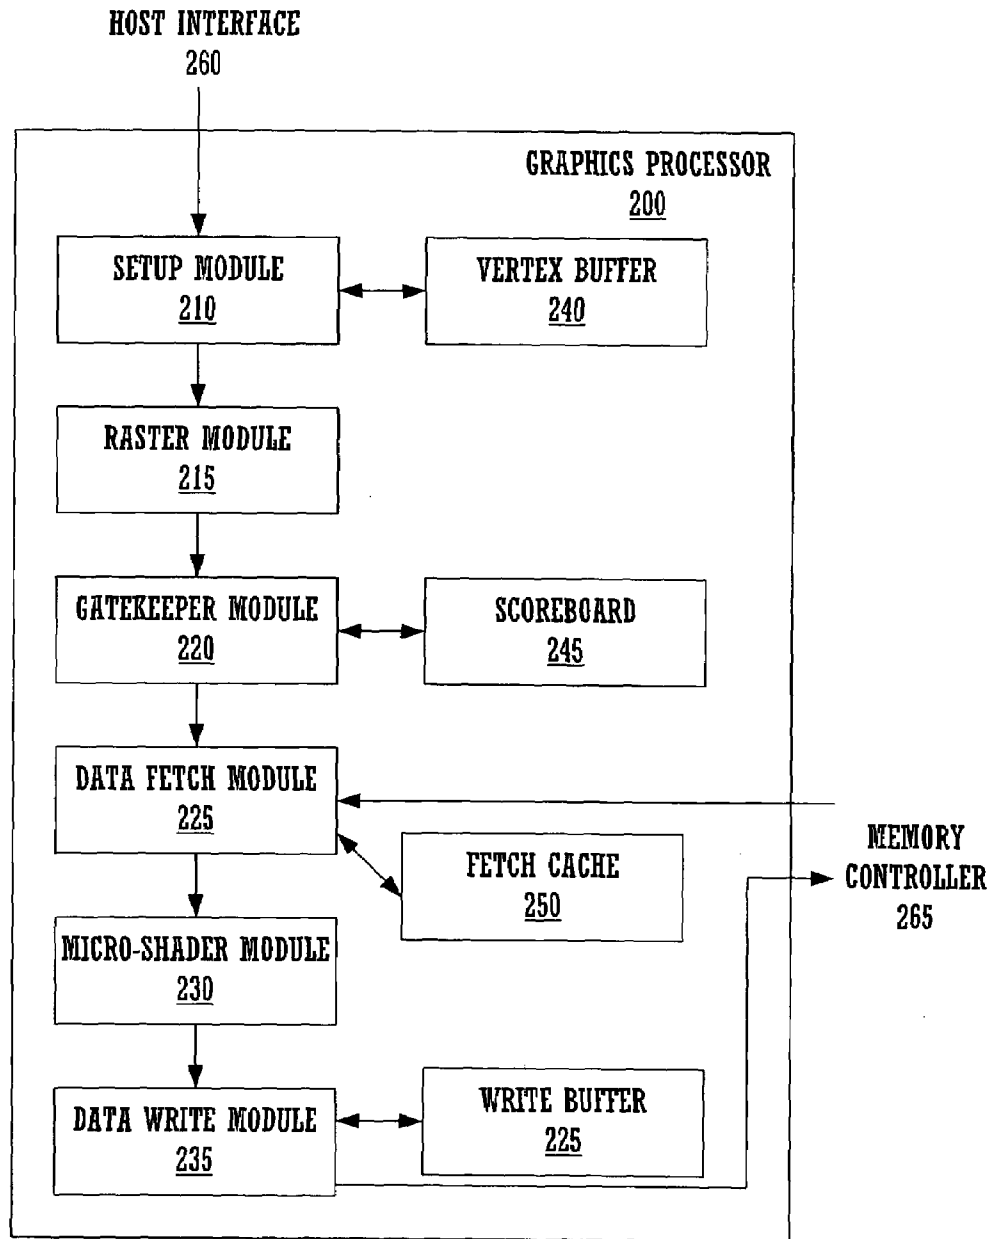 HOST INTERFACE
260
GRAPHICS PROCESSOR
200
SETUP MODULE
210
VERTEX BUFFER
240
RASTER MODULE
215
GATEKEEPER MODULE
220
SCOREBOARD
245
DATA FETCH MODULE
225
FETCH CACHE
250
MEMORY
CONTROLLER
265
MICRO-SHADER MODULE
230
DATA WRITE MODULE
235
WRITE BUFFER
225